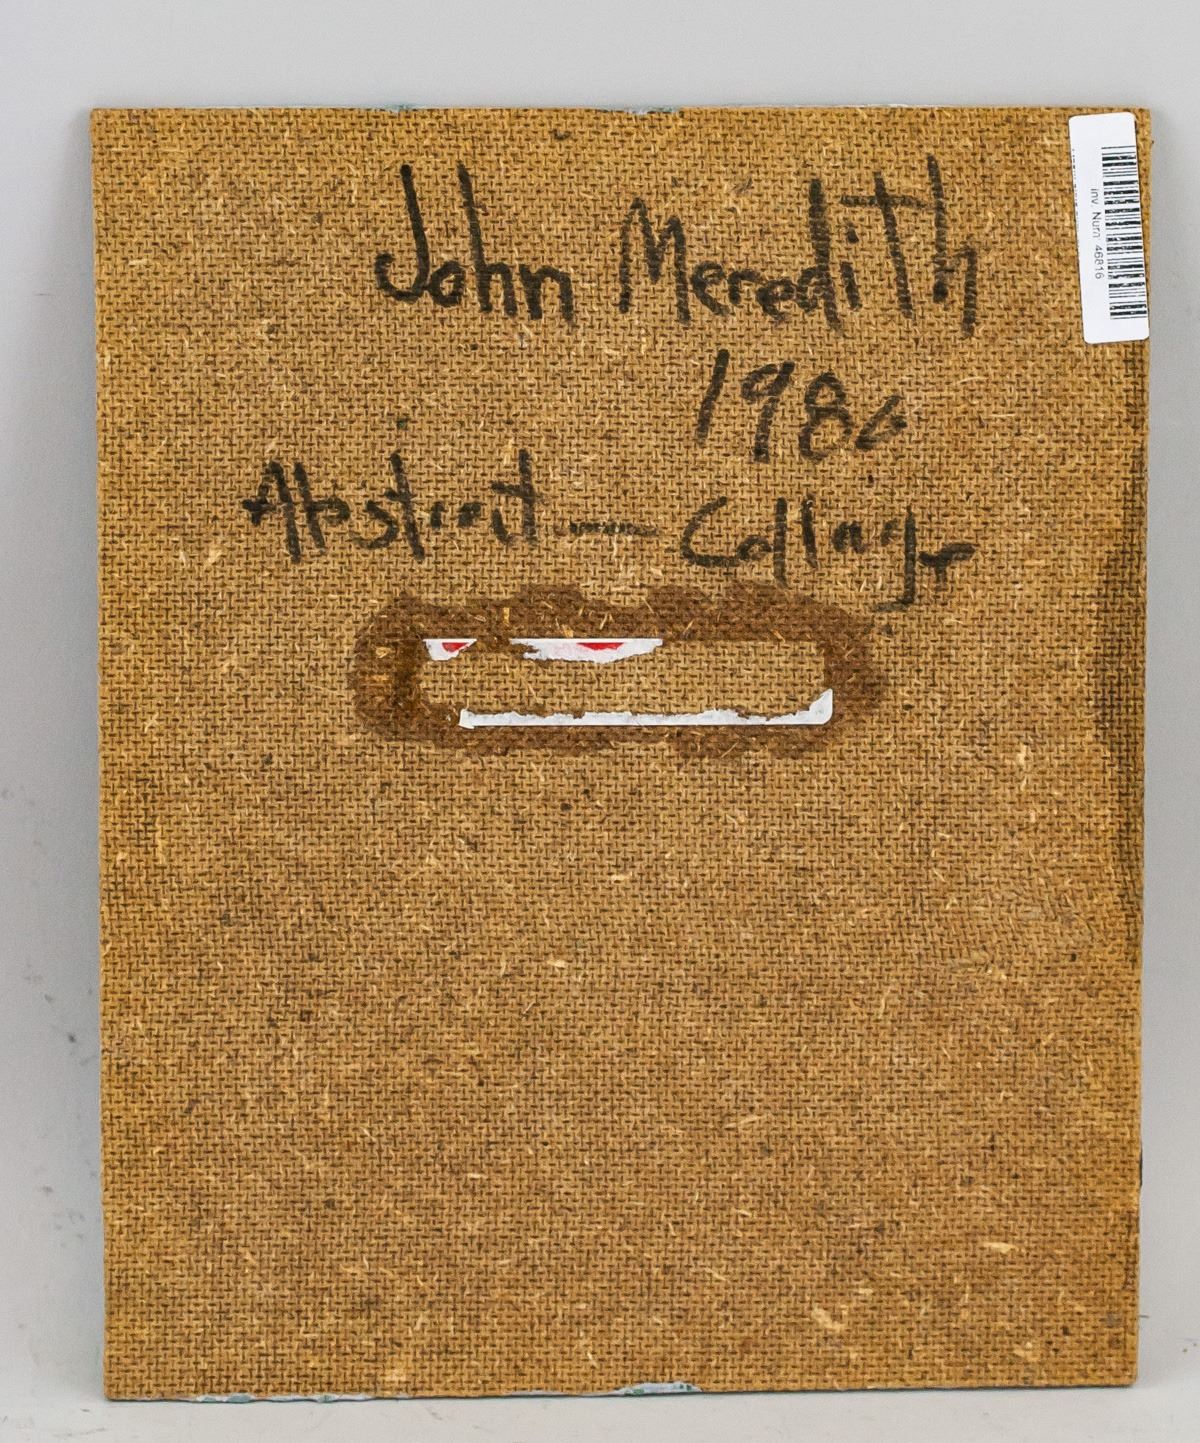 John Meredith
1986
Abstract — Collage
inv. Num 46816